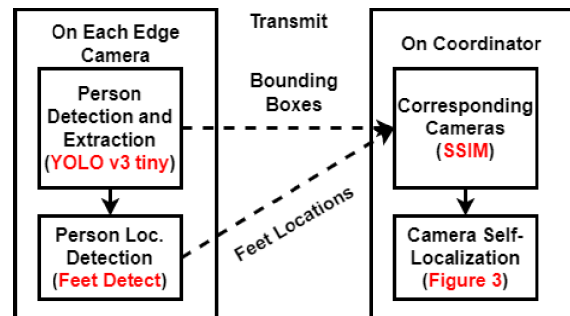 On Each Edge
Camera
Person
Detection and
Extraction
(YOLO v3 tiny)
Person Loc.
Detection
(Feet Detect)
Transmit
Bounding
Boxes
Feet Locations
On Coordinator
Corresponding
Cameras
(SSIM)
Camera Self-
Localization
(Figure 3)